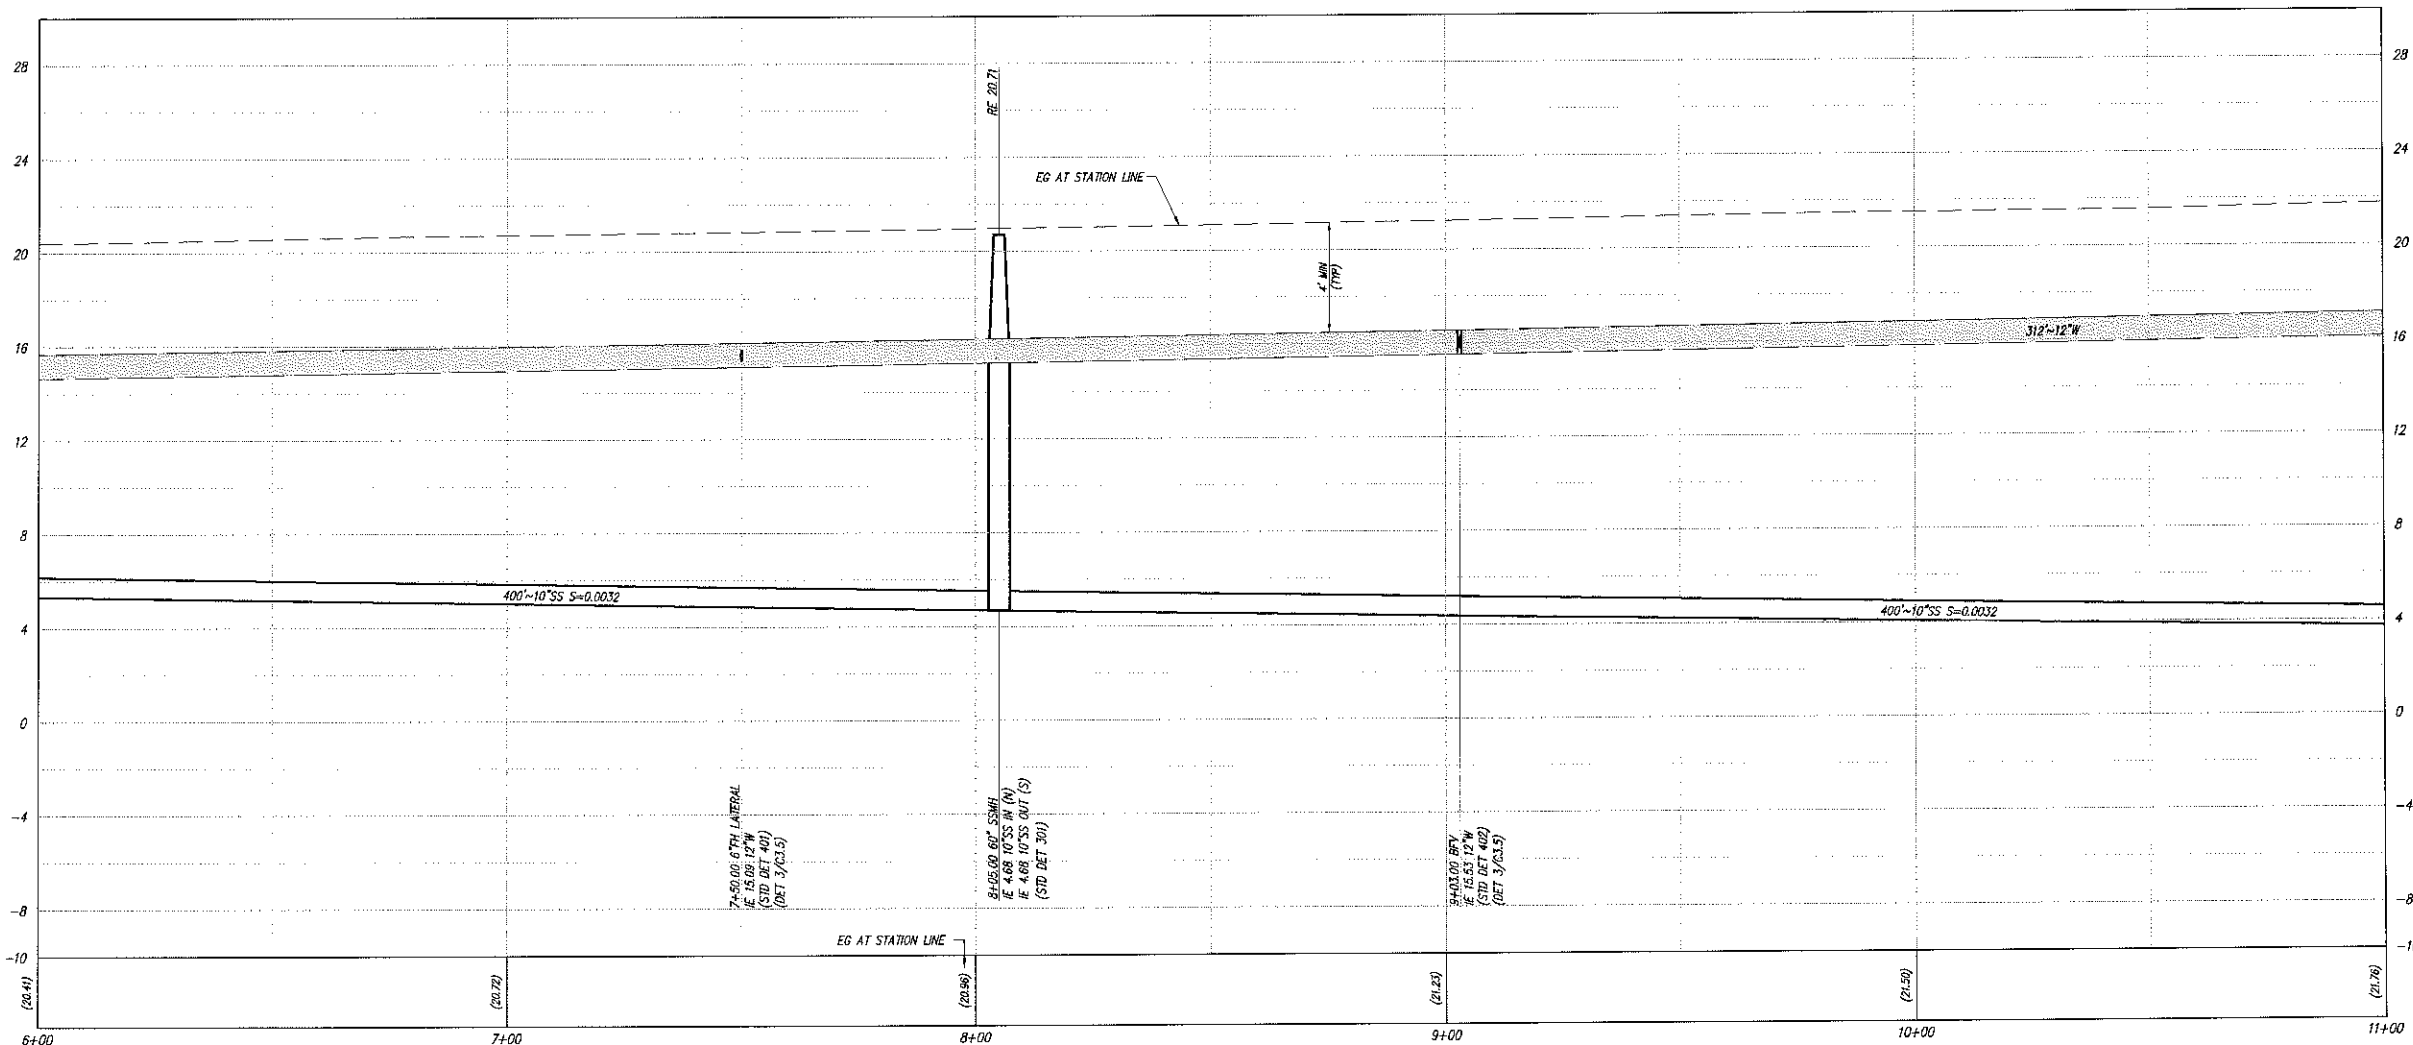 28
28
RE 20.71
24
24
EG AT STATION LINE
20
20
4' MIN
(TYP)
16
16
312'~12"W
12
12
8
8
400'~10"SS S=0.0032
400'~10"SS S=0.0032
4
4
0
0
7+50.00 6"FH LATERAL
IE 15.09 12"W
(STD DET 401)
(DET 3/C3.5)
8+05.00 60" SSMH
IE 4.68 10"SS IN (N)
IE 4.68 10"SS OUT (S)
(STD DET 301)
9+03.00 BFV
IE 15.53 12"W
(STD DET 402)
(DET 3/C3.5)
-4
-4
-8
-8
EG AT STATION LINE
-10
-1
(20.41)
(20.72)
(20.96)
(21.23)
(21.50)
(21.76)
6+00
7+00
8+00
9+00
10+00
11+00